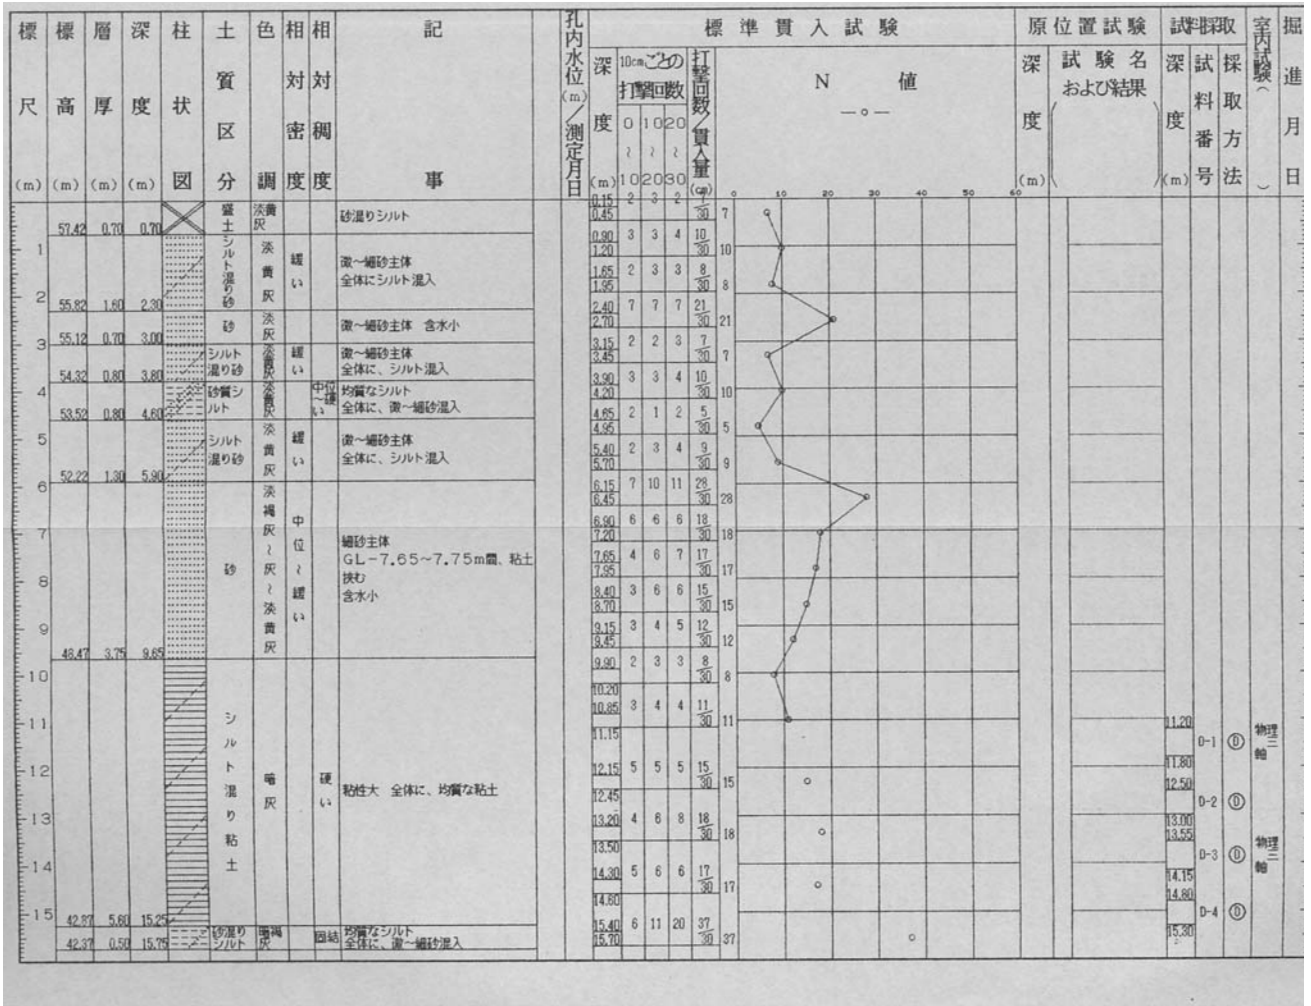 標尺 (m)
標高 (m)
層厚 (m)
深度 (m)
柱状図
土質区分
色調
相対密度
相対稠度
記事
孔内水位(m)／測定月日
標準貫入試験
深度 (m)
10cmごとの打撃回数
0～10 10～20 20～30
打撃回数／貫入量 (cm)
N値
―o―
0 10 20 30 40 50 60
原位置試験
深度 (m)
試験名および結果
試料採取
深度 (m)
試料番号
採取方法
室内試験()
掘進月日
57.42 0.70 0.70 盛土 淡黄灰 砂混りシルト
55.82 1.60 2.30 シルト混り砂 淡黄灰 緩い 微～細砂主体 全体にシルト混入
55.12 0.70 3.00 砂 淡灰 微～細砂主体 含水小
54.32 0.80 3.80 シルト混り砂 淡黄灰 緩い 微～細砂主体 全体に、シルト混入
53.52 0.80 4.60 砂質シルト 淡黄灰 中位～硬い 均質なシルト 全体に、微～細砂混入
52.22 1.30 5.90 シルト混り砂 淡黄灰 緩い 微～細砂主体 全体に、シルト混入
48.47 3.75 9.65 砂 淡褐灰～灰～淡黄灰 中位～緩い 細砂主体
GL-7.65～7.75m間、粘土
挟む
含水小
42.87 5.60 15.25 シルト混り粘土 暗灰 硬い 粘性大 全体に、均質な粘土
42.37 0.50 15.75 砂混りシルト 暗褐灰 固結 均質なシルト 全体に、微～細砂混入
1
2
3
4
5
6
7
8
9
10
11
12
13
14
15
0.15 0.45 2 3 2 7/30 7
0.90 1.20 3 3 4 10/30 10
1.65 1.95 2 3 3 8/30 8
2.40 2.70 7 7 7 21/30 21
3.15 3.45 2 2 3 7/30 7
3.90 4.20 3 3 4 10/30 10
4.65 4.95 2 1 2 5/30 5
5.40 5.70 2 3 4 9/30 9
6.15 6.45 7 10 11 28/30 28
6.90 7.20 6 6 6 18/30 18
7.65 7.95 4 6 7 17/30 17
8.40 8.70 3 6 6 15/30 15
9.15 9.45 3 4 5 12/30 12
9.90 10.20 2 3 3 8/30 8
10.85 11.15 3 4 4 11/30 11
12.15 12.45 5 5 5 15/30 15
13.20 13.50 4 6 8 18/30 18
14.30 14.60 5 6 6 17/30 17
15.40 15.70 6 11 20 37/30 37
11.20 11.80 D-1 Ⓓ 物理 三軸
12.50 13.00 D-2 Ⓓ
13.55 14.15 D-3 Ⓓ 物理 三軸
14.80 15.30 D-4 Ⓓ